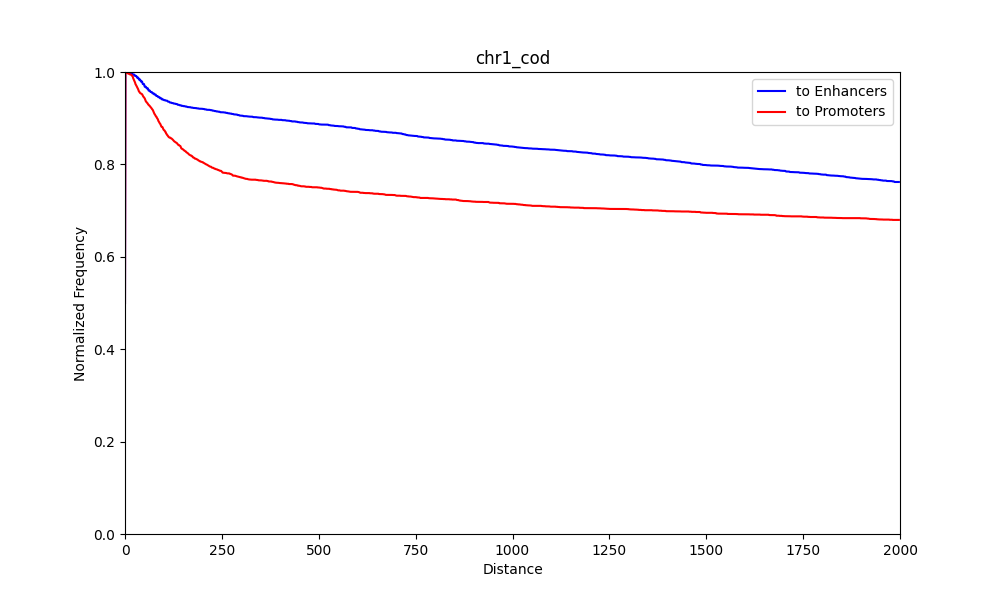 chr1_cod
to Enhancers
to Promoters
Normalized Frequency
1.0
0.8
0.6
0.4
0.2
0.0
0 250 500 750 1000 1250 1500 1750 2000
Distance